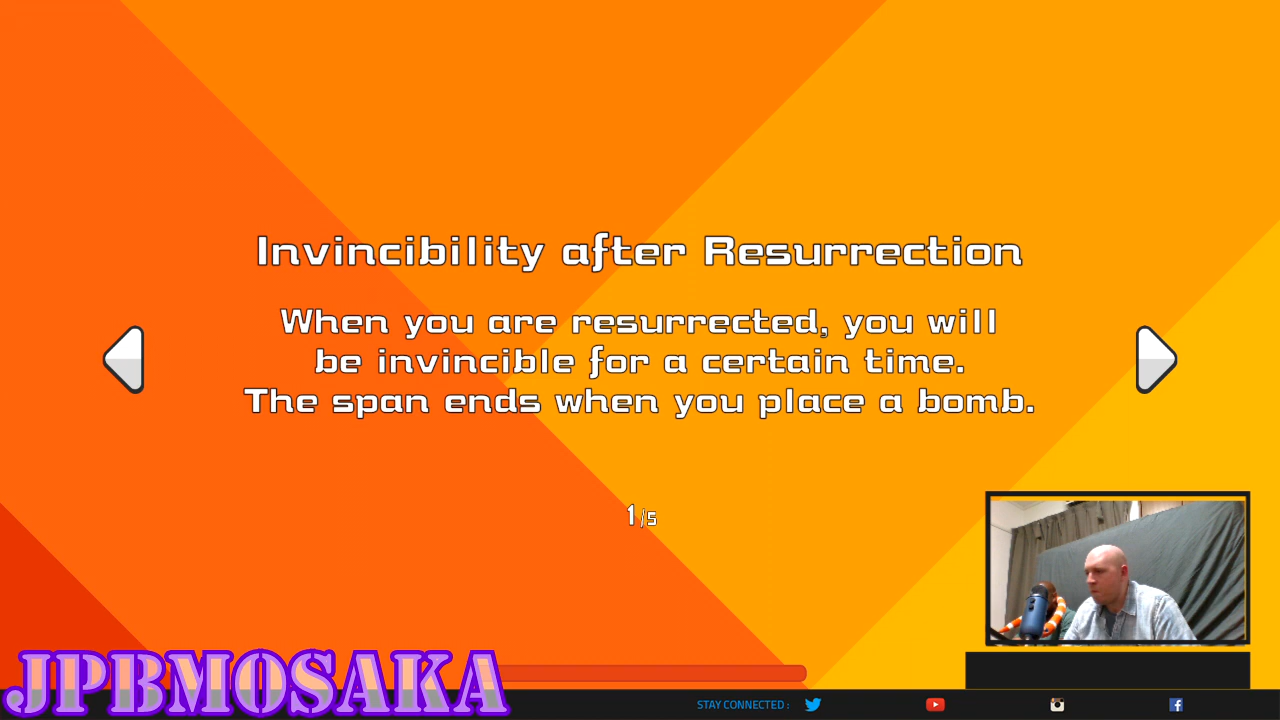 Invincibility after Resurrection
When you are resurrected, you will
be invincible for a certain time.
The span ends when you place a bomb.
1/5
JPBMOSAKA
STAY CONNECTED :